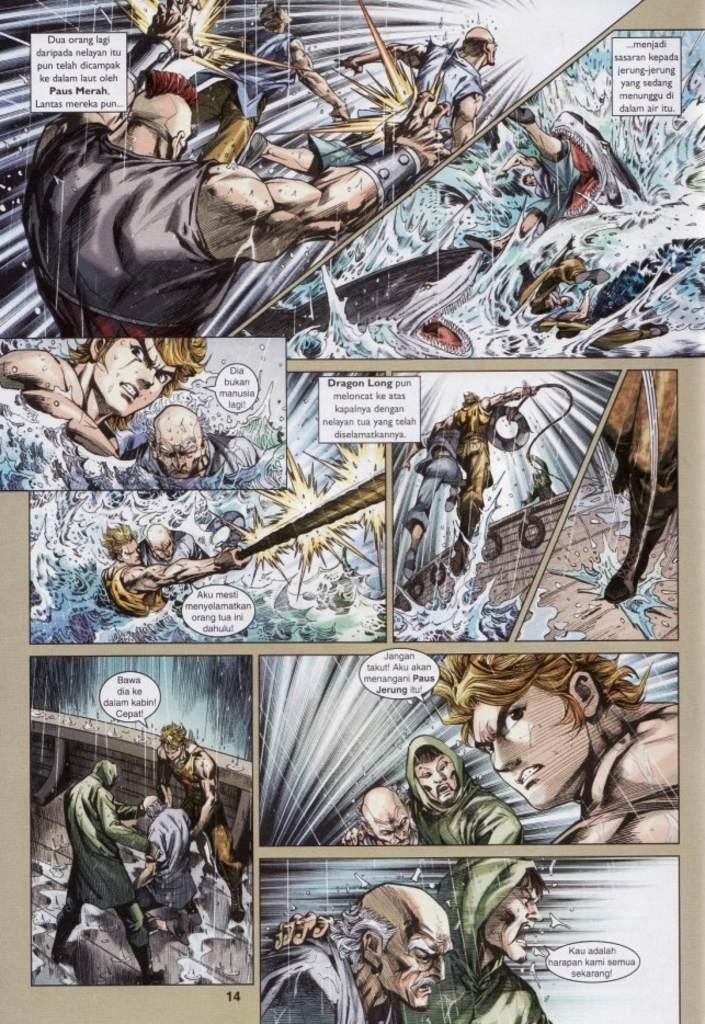 Dua orang lagi
daripada nelayan itu
pun telah dicampak
ke dalam laut oleh
Paus Merah.
Lantas mereka pun...
...menjadi
sasaran kepada
jerung-jerung
yang sedang
menunggu di
dalam air itu.
Dia
bukan
manusia
lagi!
Aku mesti
menyelamatkan
orang tua ini
dahulu!
Dragon Long pun
meloncat ke atas
kapalnya dengan
nelayan tua yang telah
diselamatkannya.
Bawa
dia ke
dalam kabin!
Cepat!
Jangan
takut! Aku akan
menangani Paus
Jerung itu!
Kau adalah
harapan kami semua
sekarang!
14